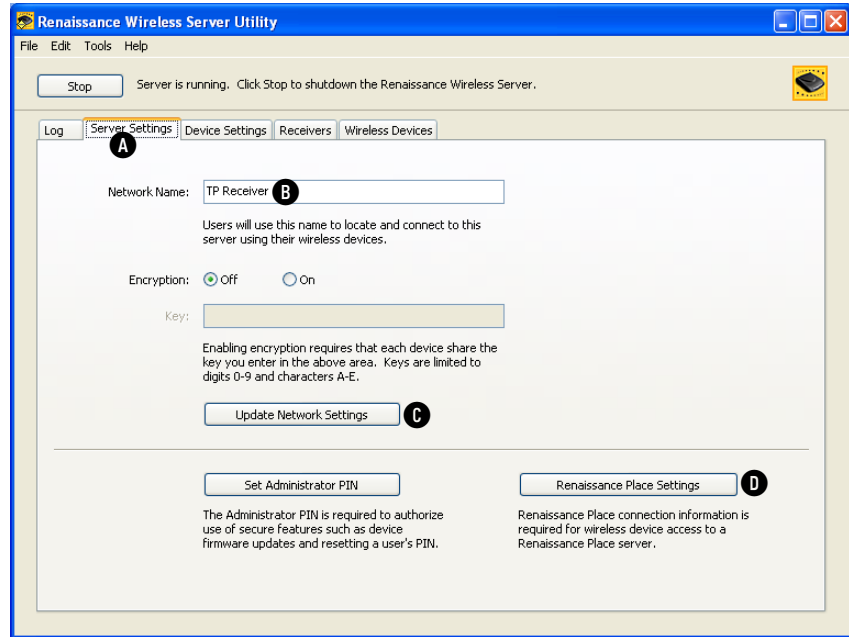 Renaissance Wireless Server Utility
File Edit Tools Help
Stop Server is running. Click Stop to shutdown the Renaissance Wireless Server.
Log Server Settings Device Settings Receivers Wireless Devices
A
Network Name: TP Receiver B
Users will use this name to locate and connect to this
server using their wireless devices.
Encryption: Off On
Key:
Enabling encryption requires that each device share the
key you enter in the above area. Keys are limited to
digits 0-9 and characters A-E.
Update Network Settings C
Set Administrator PIN
The Administrator PIN is required to authorize
use of secure features such as device
firmware updates and resetting a user's PIN.
Renaissance Place Settings D
Renaissance Place connection information is
required for wireless device access to a
Renaissance Place server.